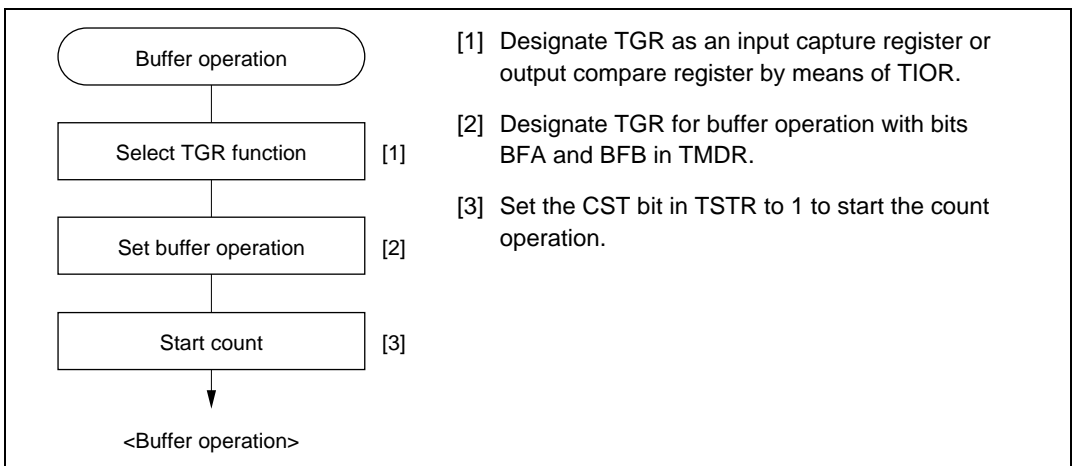 Buffer operation
Select TGR function
[1]
Set buffer operation
[2]
Start count
[3]
<Buffer operation>
[1] Designate TGR as an input capture register or
output compare register by means of TIOR.
[2] Designate TGR for buffer operation with bits
BFA and BFB in TMDR.
[3] Set the CST bit in TSTR to 1 to start the count
operation.